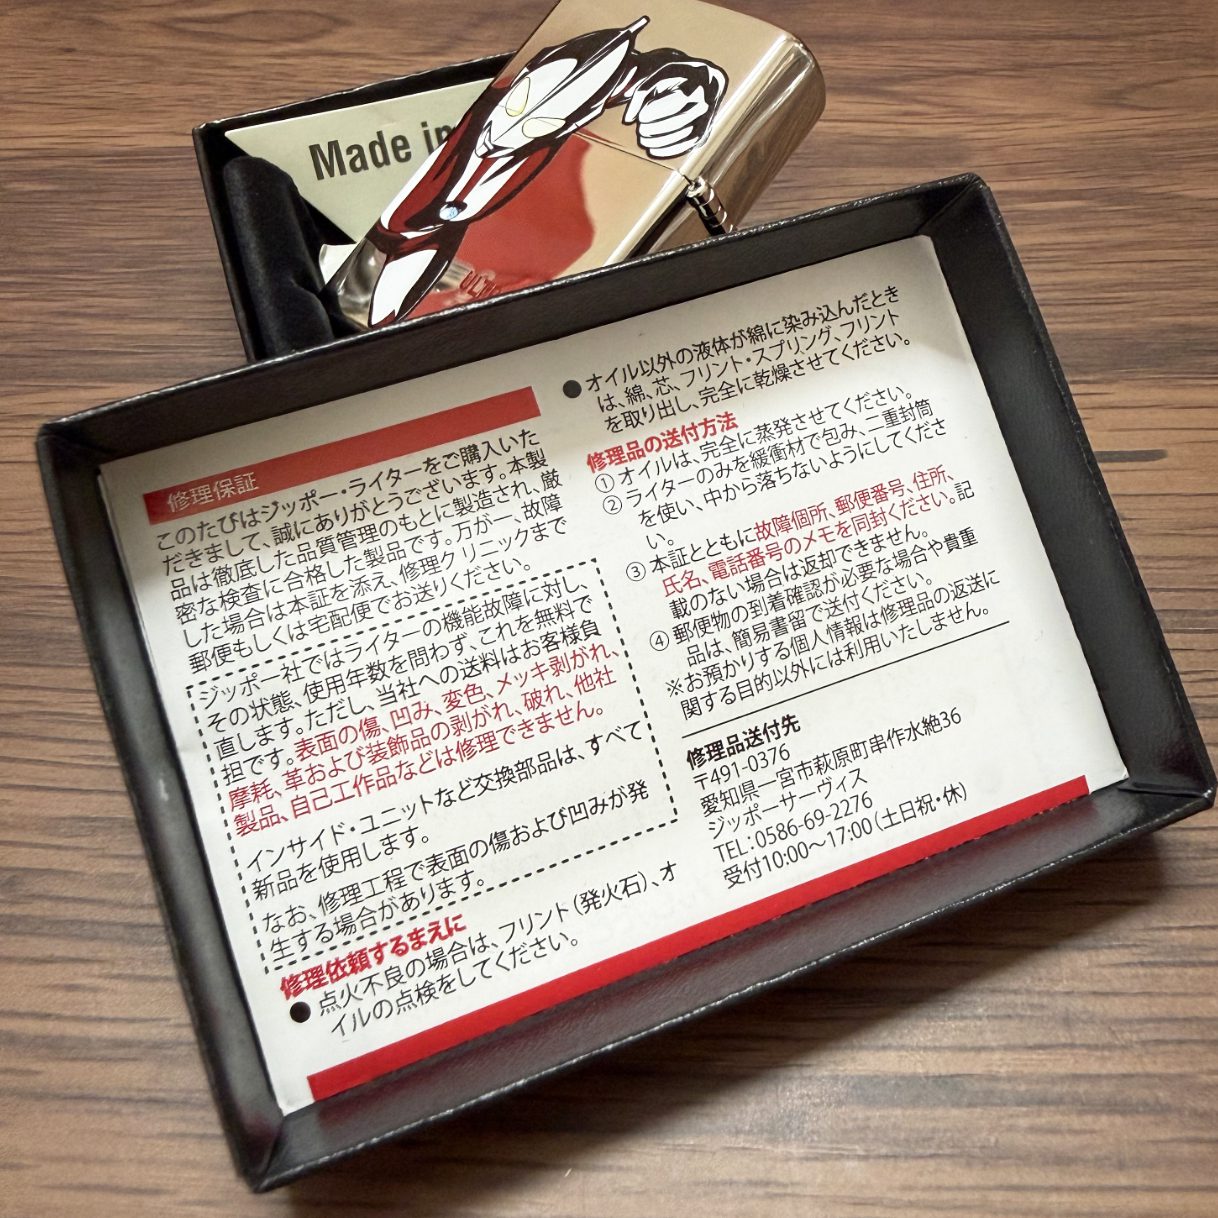 Made in
ULTR
修理保証
このたびはジッポー・ライターをご購入いた
だきまして、誠にありがとうございます。本製
品は徹底した品質管理のもとに製造され、厳
密な検査に合格した製品です。万が一、故障
した場合は本証を添え、修理クリニックまで
郵便もしくは宅配便でお送りください。
ジッポー社ではライターの機能故障に対し、
その状態、使用年数を問わず、これを無料で
直します。ただし、当社への送料はお客様負
担です。表面の傷、凹み、変色、メッキ剥がれ、
摩耗、革および装飾品の剥がれ、破れ、他社
製品、自己工作品などは修理できません。
インサイド・ユニットなど交換部品は、すべて
新品を使用します。
なお、修理工程で表面の傷および凹みが発
生する場合があります。
修理依頼するまえに
●点火不良の場合は、フリント(発火石)、オ
イルの点検をしてください。
●オイル以外の液体が綿に染み込んだとき
は、綿、芯、フリント・スプリング、フリント
を取り出し、完全に乾燥させてください。
修理品の送付方法
①オイルは、完全に蒸発させてください。
②ライターのみを緩衝材で包み、二重封筒
を使い、中から落ちないようにしてくださ
い。
③本証とともに故障個所、郵便番号、住所、
氏名、電話番号のメモを同封ください。記
載のない場合は返却できません。
④郵便物の到着確認が必要な場合や貴重
品は、簡易書留で送付ください。
※お預かりする個人情報は修理品の返送に
関する目的以外には利用いたしません。
修理品送付先
〒491-0376
愛知県一宮市萩原町串作水絶36
ジッポーサーヴィス
TEL:0586-69-2276
受付10:00〜17:00(土日祝・休)